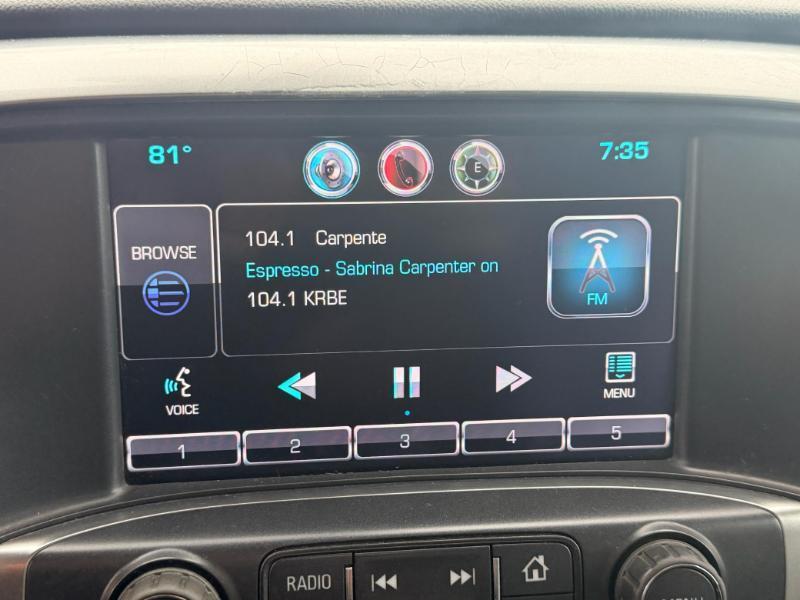 81°
E
7:35
BROWSE
104.1 Carpente
Espresso - Sabrina Carpenter on
104.1 KRBE
FM
VOICE
MENU
1 2 3 4 5
RADIO
MENU